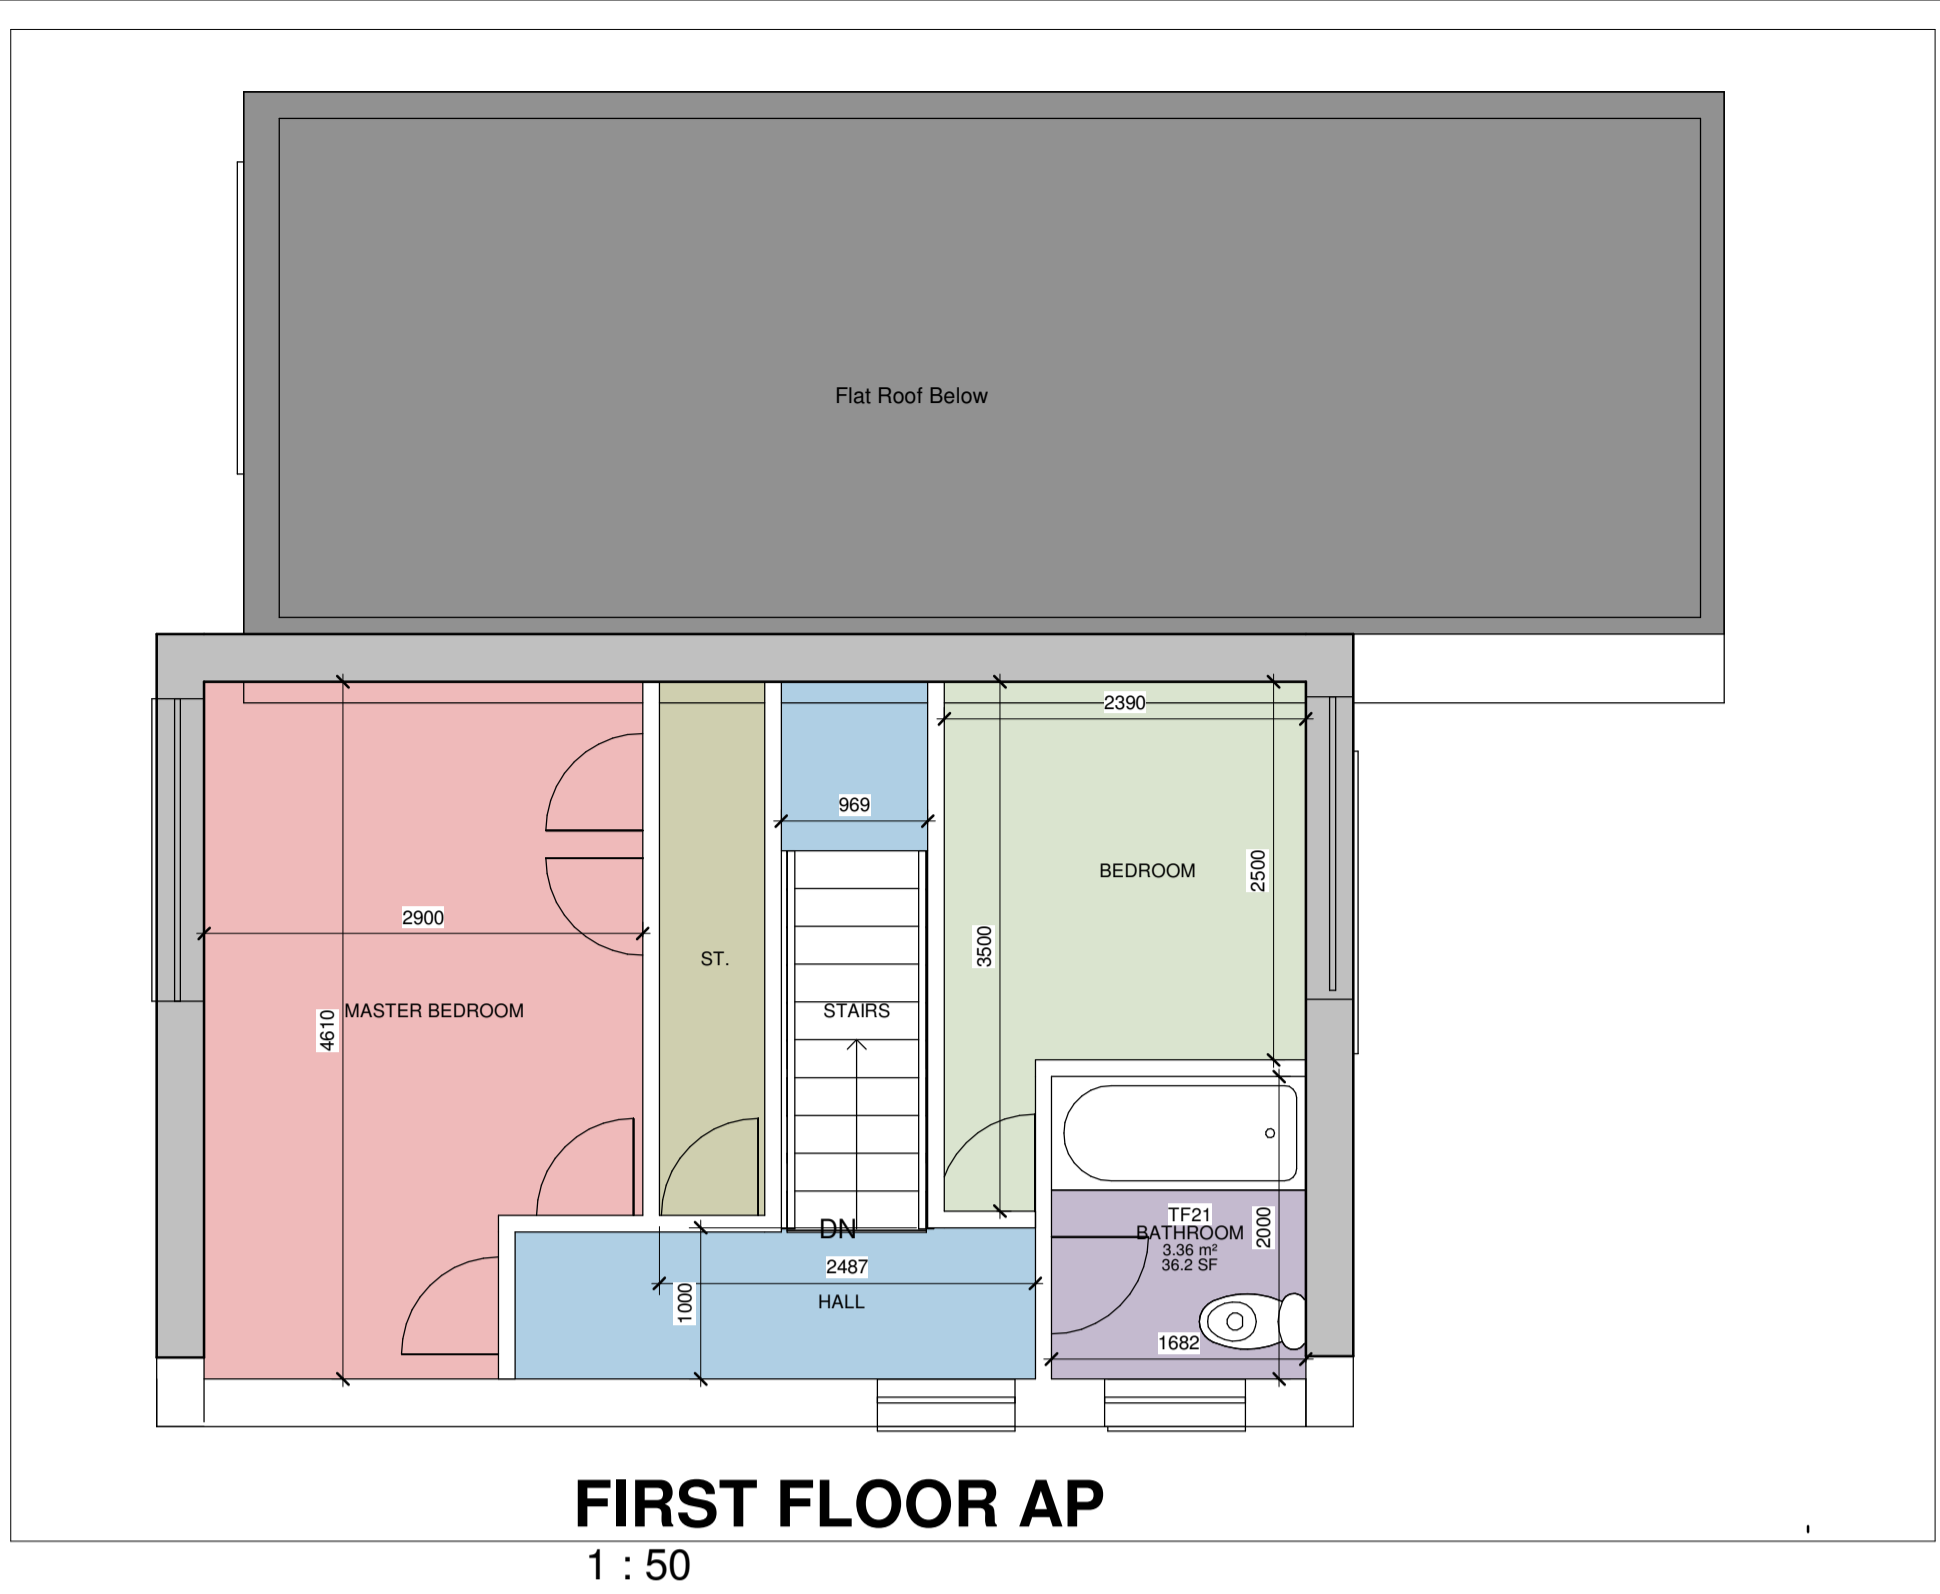 Flat Roof Below
2390
969
BEDROOM
2500
2900
3500
ST.
MASTER BEDROOM
4610
STAIRS
TF21
BATHROOM
3.36 m²
36.2 SF
2000
DN
2487
HALL
1000
1682
FIRST FLOOR AP
1 : 50